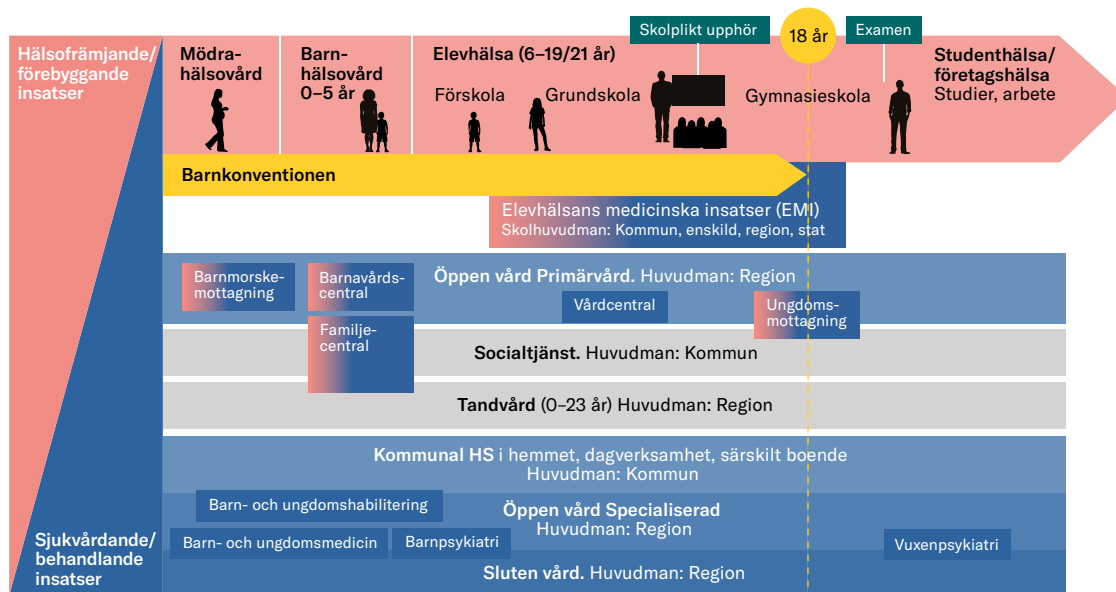 Skolplikt upphör
18 år
Examen
Hälsofrämjande/
förebyggande
insatser
Mödra-
hälsovård
Barn-
hälsovård
0–5 år
Elevhälsa (6–19/21 år)
Förskola
Grundskola
Gymnasieskola
Studenthälsa/
företagshälsa
Studier, arbete
Barnkonventionen
Elevhälsans medicinska insatser (EMI)
Skolhuvudman: Kommun, enskild, region, stat
Öppen vård Primärvård. Huvudman: Region
Barnmorske-
mottagning
Barnavårds-
central
Vårdcentral
Ungdoms-
mottagning
Familje-
central
Socialtjänst. Huvudman: Kommun
Tandvård (0–23 år) Huvudman: Region
Kommunal HS i hemmet, dagverksamhet, särskilt boende
Huvudman: Kommun
Barn- och ungdomshabilitering
Öppen vård Specialiserad
Huvudman: Region
Barn- och ungdomsmedicin
Barnpsykiatri
Vuxenpsykiatri
Sjukvårdande/
behandlande
insatser
Sluten vård. Huvudman: Region